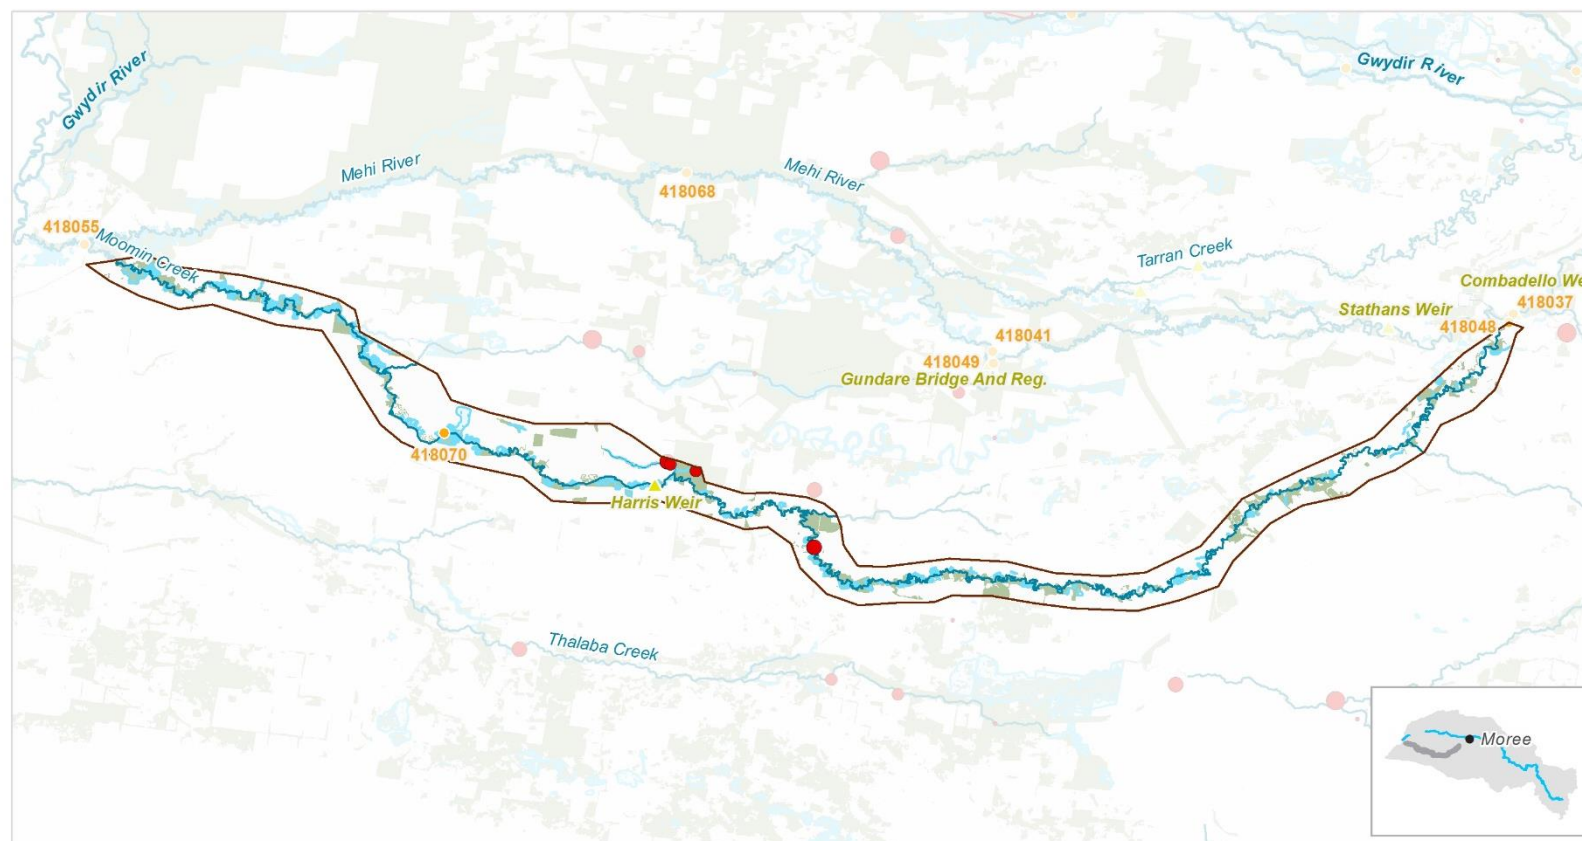 Gwydir River
Gwydir River
Mehi River
Mehi River
418068
418055
Moomin Creek
Tarran Creek
Combadello We
418037
Stathans Weir
418048
418041
418049
Gundare Bridge And Reg.
418070
Harris Weir
Thalaba Creek
Moree